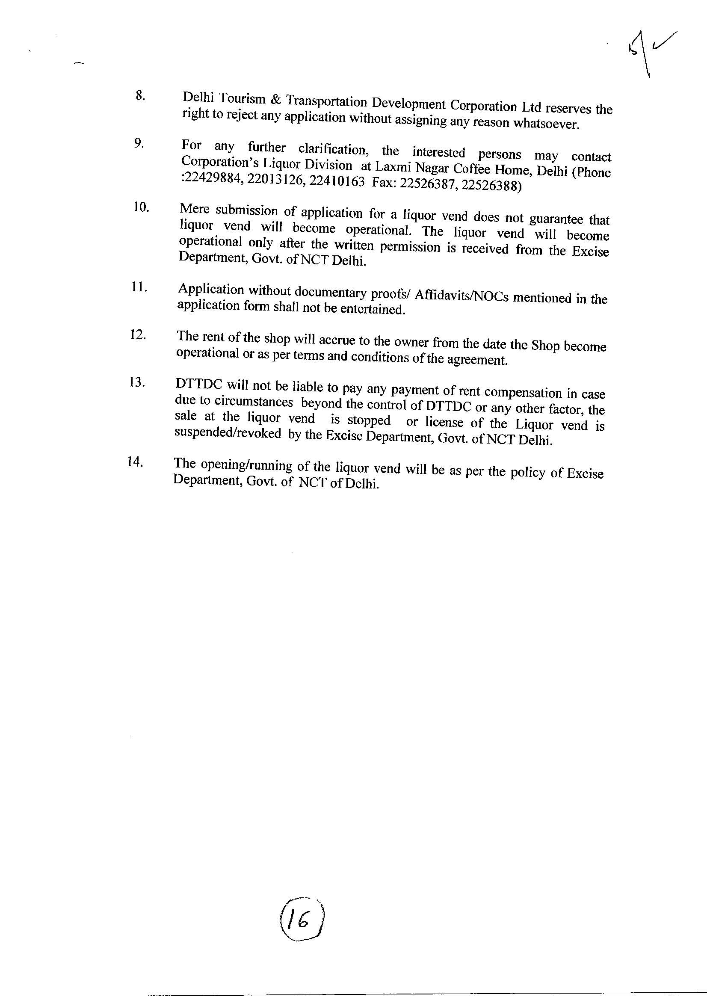 8. Delhi Tourism & Transportation Development Corporation Ltd reserves the
right to reject any application without assigning any reason whatsoever.
9. For any further clarification, the interested persons may contact
Corporation's Liquor Division at Laxmi Nagar Coffee Home, Delhi (Phone
:22429884, 22013126, 22410163 Fax: 22526387, 22526388)
10. Mere submission of application for a liquor vend does not guarantee that
liquor vend will become operational. The liquor vend will become
operational only after the written permission is received from the Excise
Department, Govt. of NCT Delhi.
11. Application without documentary proofs/ Affidavits/NOCs mentioned in the
application form shall not be entertained.
12. The rent of the shop will accrue to the owner from the date the Shop become
operational or as per terms and conditions of the agreement.
13. DTTDC will not be liable to pay any payment of rent compensation in case
due to circumstances beyond the control of DTTDC or any other factor, the
sale at the liquor vend is stopped or license of the Liquor vend is
suspended/revoked by the Excise Department, Govt. of NCT Delhi.
14. The opening/running of the liquor vend will be as per the policy of Excise
Department, Govt. of NCT of Delhi.
16